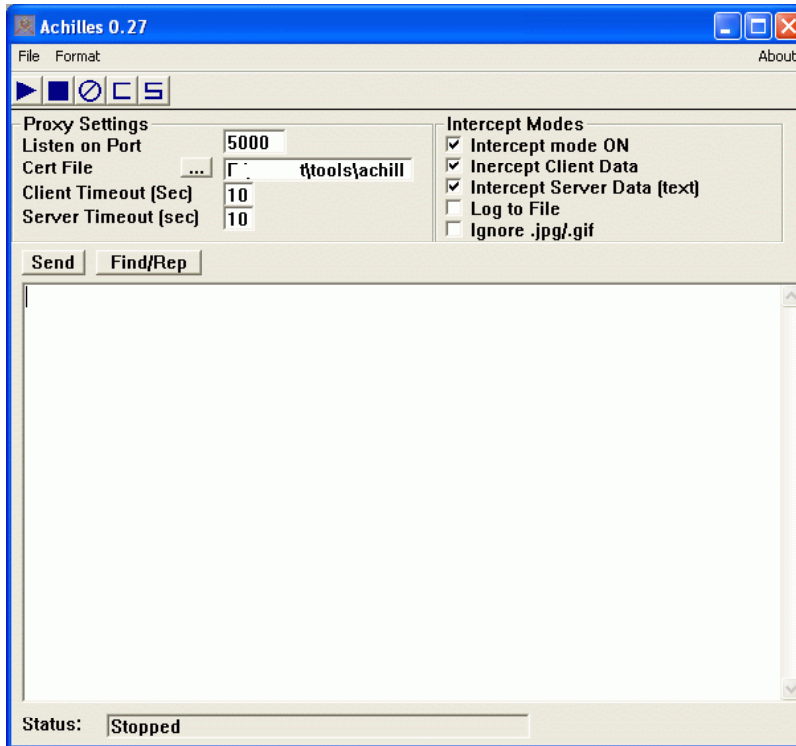 Achilles 0.27
File Format About
Proxy Settings
Listen on Port 5000
Cert File ... t\tools\achill
Client Timeout (Sec) 10
Server Timeout (sec) 10
Intercept Modes
Intercept mode ON
Inercept Client Data
Intercept Server Data (text)
Log to File
Ignore .jpg/.gif
Send Find/Rep
Status: Stopped